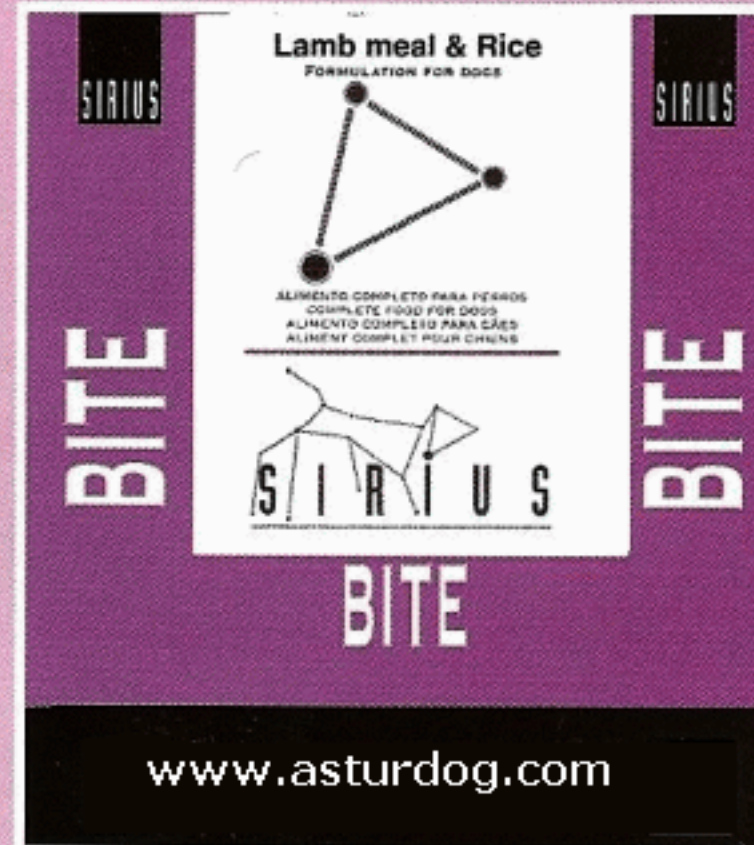 SIRIUS
Lamb meal & Rice
FORMULATION FOR DOGS
SIRIUS
ALIMENTO COMPLETO PARA PERROS
COMPLETE FOOD FOR DOGS
ALIMENTO COMPLETO PARA CÃES
ALIMENT COMPLET POUR CHIENS
BITE
BITE
SIRIUS
BITE
www.asturdog.com